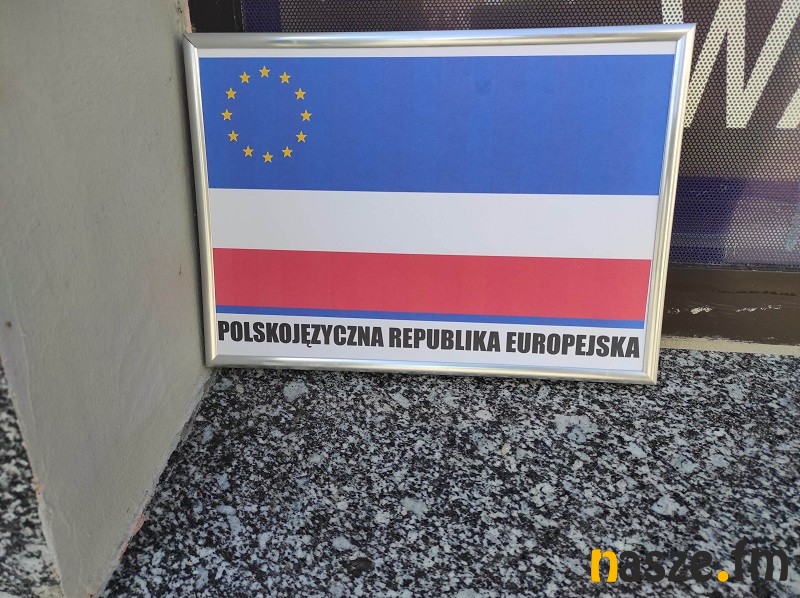 W
POLSKOJĘZYCZNA REPUBLIKA EUROPEJSKA
nasze.fm